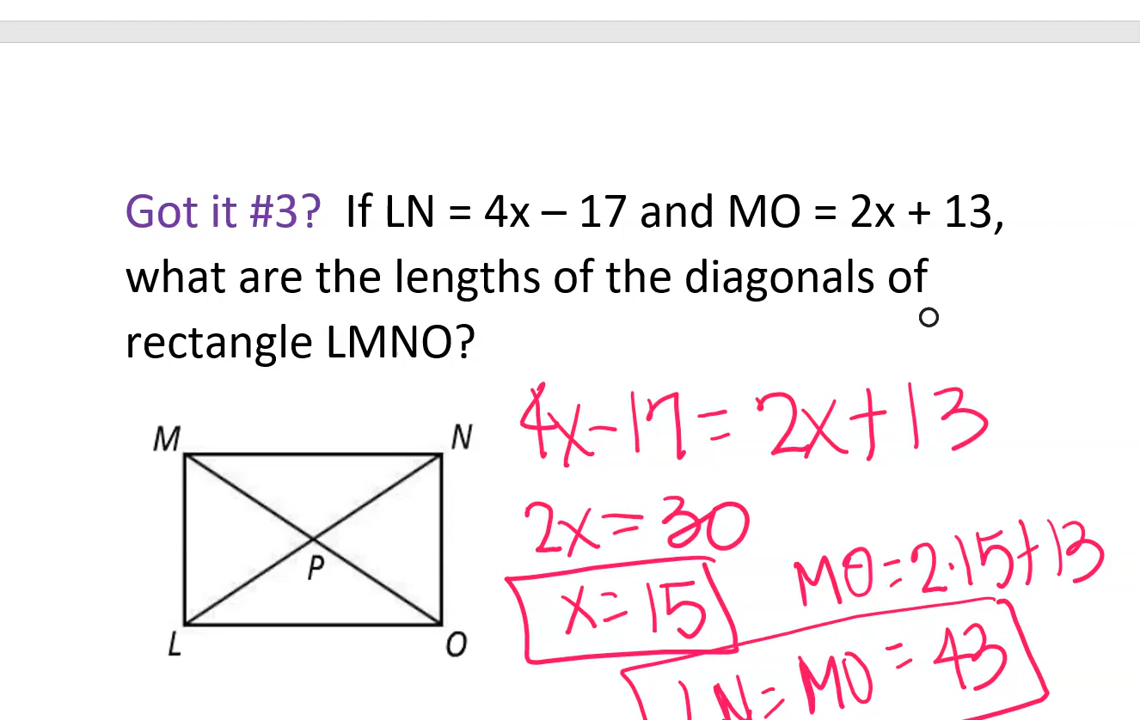 Got it #3? If LN = 4x – 17 and MO = 2x + 13,
what are the lengths of the diagonals of
rectangle LMNO?
M
N
P
L
O
4x-17 = 2x+13
2x = 30
x = 15
MO = 2·15+13
LN = MO = 43